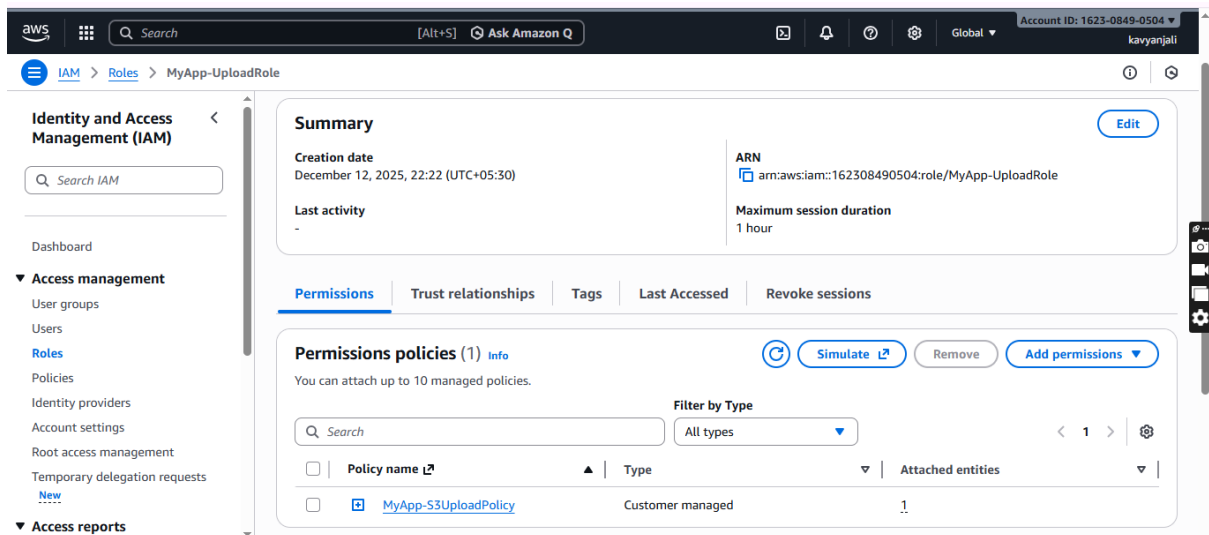 aws
Search [Alt+S] Ask Amazon Q Global Account ID: 1623-0849-0504
kavyanjali
IAM > Roles > MyApp-UploadRole
Identity and Access Management (IAM)
Search IAM
Dashboard
Access management
User groups
Users
Roles
Policies
Identity providers
Account settings
Root access management
Temporary delegation requests
New
Access reports
Summary
Edit
Creation date
December 12, 2025, 22:22 (UTC+05:30)
ARN
arn:aws:iam::162308490504:role/MyApp-UploadRole
Last activity
-
Maximum session duration
1 hour
Permissions Trust relationships Tags Last Accessed Revoke sessions
Permissions policies (1) Info
Simulate Remove Add permissions
You can attach up to 10 managed policies.
Filter by Type
Search All types 1
Policy name Type Attached entities
MyApp-S3UploadPolicy Customer managed 1